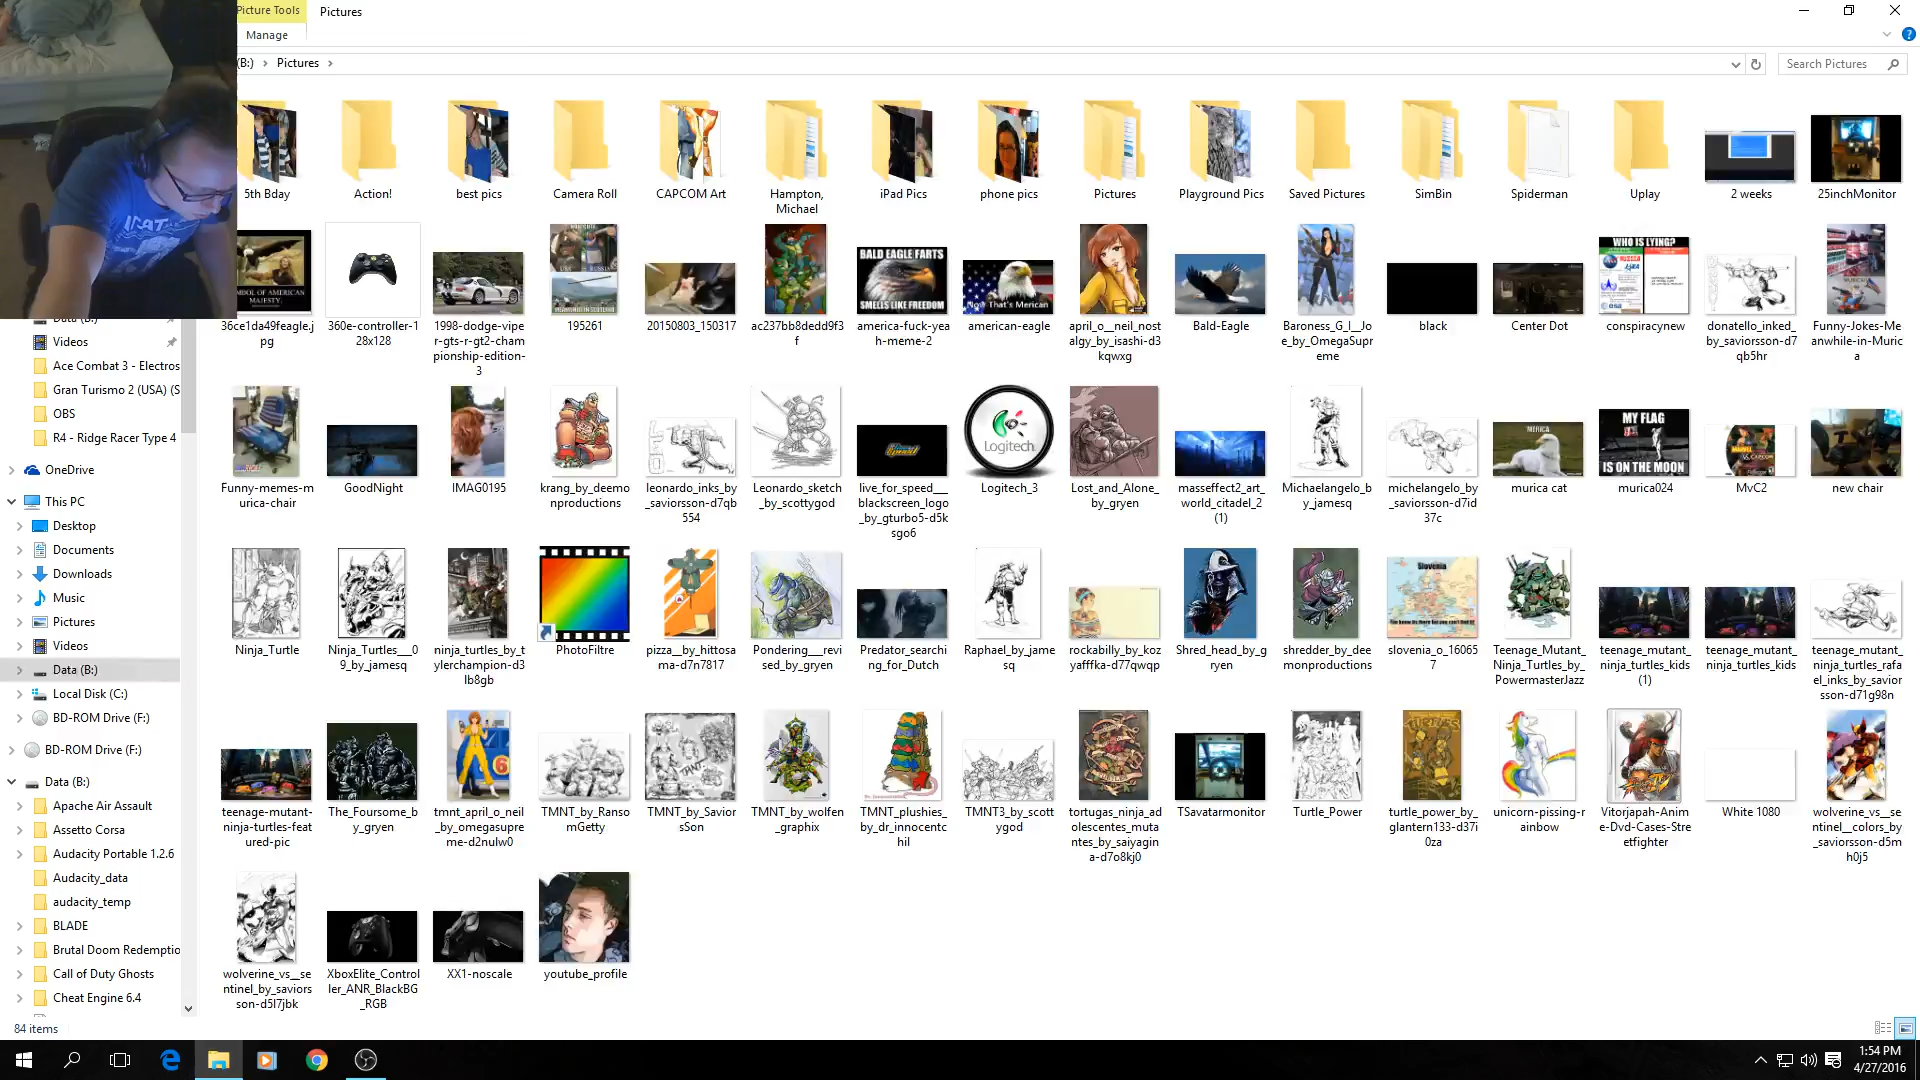 Picture Tools
Pictures
Manage
(B:) > Pictures >
Search Pictures
5th Bday
Action!
best pics
Camera Roll
CAPCOM Art
Hampton,
Michael
iPad Pics
phone pics
Pictures
Playground Pics
Saved Pictures
SimBin
Spiderman
Uplay
2 weeks
25inchMonitor
BALD EAGLE FARTS
SMELLS LIKE FREEDOM
WHO IS LYING?
36ce1da49feagle.j
pg
360e-controller-1
28x128
1998-dodge-vipe
r-gts-r-gt2-cham
pionship-edition-
3
195261
20150803_150317
ac237bb8dedd9f3
f
america-fuck-yea
h-meme-2
american-eagle
april_o__neil_nost
algy_by_isashi-d3
kqwxg
Bald-Eagle
Baroness_G_I__Jo
e_by_OmegaSupr
eme
black
Center Dot
conspiracynew
donatello_inked_
by_saviorsson-d7
qb5hr
Funny-Jokes-Me
anwhile-in-Muric
a
Data (B:)
Videos
Ace Combat 3 - Electros
Gran Turismo 2 (USA) (S
OBS
R4 - Ridge Racer Type 4
OneDrive
This PC
Desktop
Documents
Downloads
Music
Pictures
Videos
Data (B:)
Local Disk (C:)
BD-ROM Drive (F:)
BD-ROM Drive (F:)
Data (B:)
Apache Air Assault
Assetto Corsa
Audacity Portable 1.2.6
Audacity_data
audacity_temp
BLADE
Brutal Doom Redemptio
Call of Duty Ghosts
Cheat Engine 6.4
Logitech
MERICA
MY FLAG
IS ON THE MOON
Funny-memes-m
urica-chair
GoodNight
IMAG0195
krang_by_deemo
nproductions
leonardo_inks_by
_saviorsson-d7qb
554
Leonardo_sketch
_by_scottygod
live_for_speed___
blackscreen_logo
_by_gturbo5-d5k
sgo6
Logitech_3
Lost_and_Alone_
by_gryen
masseffect2_art_
world_citadel_2
(1)
Michaelangelo_b
y_jamesq
michelangelo_by
_saviorsson-d7id
37c
murica cat
murica024
MvC2
new chair
Slovenia
Ninja_Turtle
Ninja_Turtles___0
9_by_jamesq
ninja_turtles_by_t
ylerchampion-d3
lb8gb
PhotoFiltre
pizza__by_hittosa
ma-d7n7817
Pondering___revi
sed_by_gryen
Predator_searchi
ng_for_Dutch
Raphael_by_jame
sq
rockabilly_by_koz
yafffka-d77qwqp
Shred_head_by_g
ryen
shredder_by_dee
monproductions
slovenia_o_16065
7
Teenage_Mutant_
Ninja_Turtles_by_
PowermasterJazz
teenage_mutant_
ninja_turtles_kids
(1)
teenage_mutant_
ninja_turtles_kids
teenage_mutant_
ninja_turtles_rafa
el_inks_by_savior
sson-d71g98n
teenage-mutant-
ninja-turtles-feat
ured-pic
The_Foursome_b
y_gryen
tmnt_april_o_neil
_by_omegasupre
me-d2nulw0
TMNT_by_Ranso
mGetty
TMNT_by_Savior
sSon
TMNT_by_wolfen
_graphix
TMNT_plushies_
by_dr_innocentc
hil
TMNT3_by_scott
ygod
tortugas_ninja_ad
olescentes_muta
ntes_by_saiyagin
a-d7o8kj0
TSavatarmonitor
Turtle_Power
turtle_power_by_
glantern133-d37i
0za
unicorn-pissing-r
ainbow
Vitorjapah-Anim
e-Dvd-Cases-Stre
etfighter
White 1080
wolverine_vs__se
ntinel__colors_by
_saviorsson-d5m
h0j5
wolverine_vs__se
ntinel_by_saviors
son-d5l7jbk
XboxElite_Control
ler_ANR_BlackBG
_RGB
XX1-noscale
youtube_profile
84 items
1:54 PM
4/27/2016